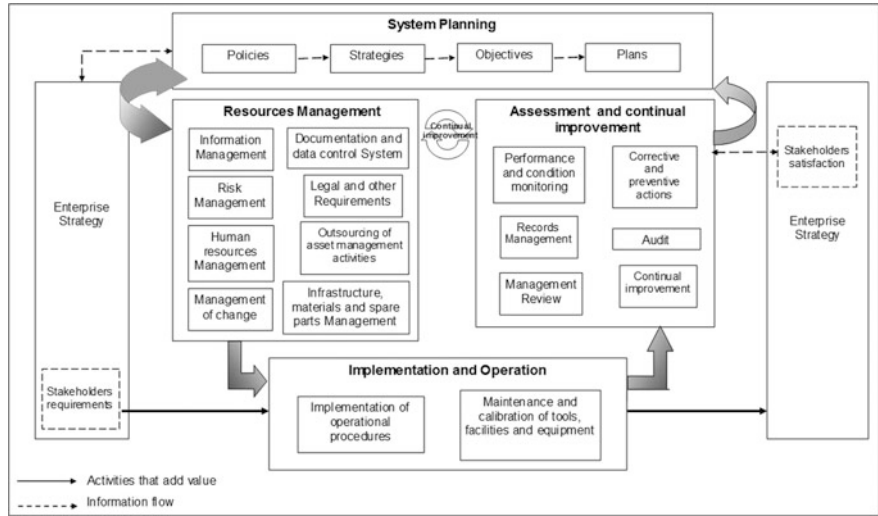 System Planning
Policies
Strategies
Objectives
Plans
Resources Management
Information
Management
Documentation and
data control System
Risk
Management
Legal and other
Requirements
Human
resources
Management
Outsourcing of
asset management
activities
Management
of change
Infrastructure,
materials and spare
parts Management
Continual
improvement
Assessment and continual
improvement
Performance
and condition
monitoring
Corrective
and
preventive
actions
Records
Management
Audit
Management
Review
Continual
improvement
Enterprise
Strategy
Stakeholders
requirements
Stakeholders
satisfaction
Enterprise
Strategy
Implementation and Operation
Implementation of
operational
procedures
Maintenance and
calibration of tools,
facilities and equipment
Activities that add value
Information flow